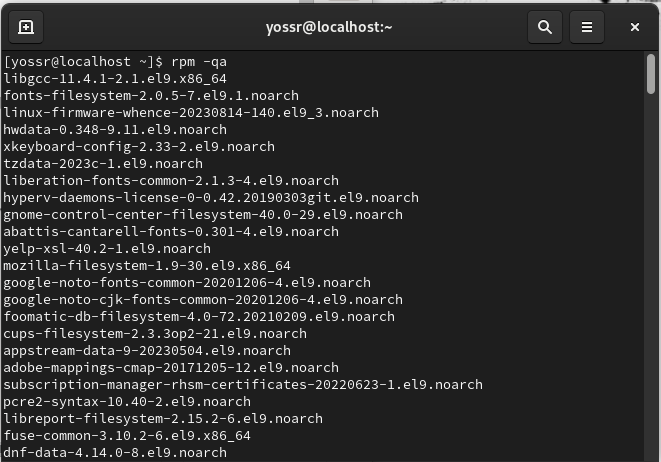 yossr@localhost:~
[yossr@localhost ~]$ rpm -qa
libgcc-11.4.1-2.1.el9.x86_64
fonts-filesystem-2.0.5-7.el9.1.noarch
linux-firmware-whence-20230814-140.el9_3.noarch
hwdata-0.348-9.11.el9.noarch
xkeyboard-config-2.33-2.el9.noarch
tzdata-2023c-1.el9.noarch
liberation-fonts-common-2.1.3-4.el9.noarch
hyperv-daemons-license-0-0.42.20190303git.el9.noarch
gnome-control-center-filesystem-40.0-29.el9.noarch
abattis-cantarell-fonts-0.301-4.el9.noarch
yelp-xsl-40.2-1.el9.noarch
mozilla-filesystem-1.9-30.el9.x86_64
google-noto-fonts-common-20201206-4.el9.noarch
google-noto-cjk-fonts-common-20201206-4.el9.noarch
foomatic-db-filesystem-4.0-72.20210209.el9.noarch
cups-filesystem-2.3.3op2-21.el9.noarch
appstream-data-9-20230504.el9.noarch
adobe-mappings-cmap-20171205-12.el9.noarch
subscription-manager-rhsm-certificates-20220623-1.el9.noarch
pcre2-syntax-10.40-2.el9.noarch
libreport-filesystem-2.15.2-6.el9.noarch
fuse-common-3.10.2-6.el9.x86_64
dnf-data-4.14.0-8.el9.noarch